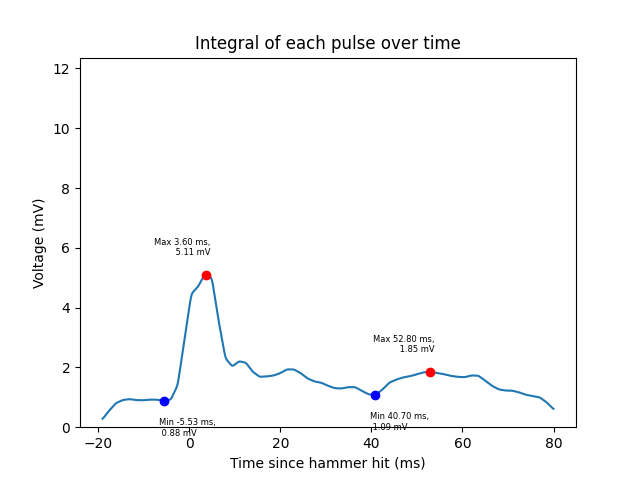 Integral of each pulse over time
12
10
8
6
4
2
0
Voltage (mV)
Max 3.60 ms,
5.11 mV
Max 52.80 ms,
1.85 mV
Min -5.53 ms,
0.88 mV
Min 40.70 ms,
1.09 mV
−20
0
20
40
60
80
Time since hammer hit (ms)